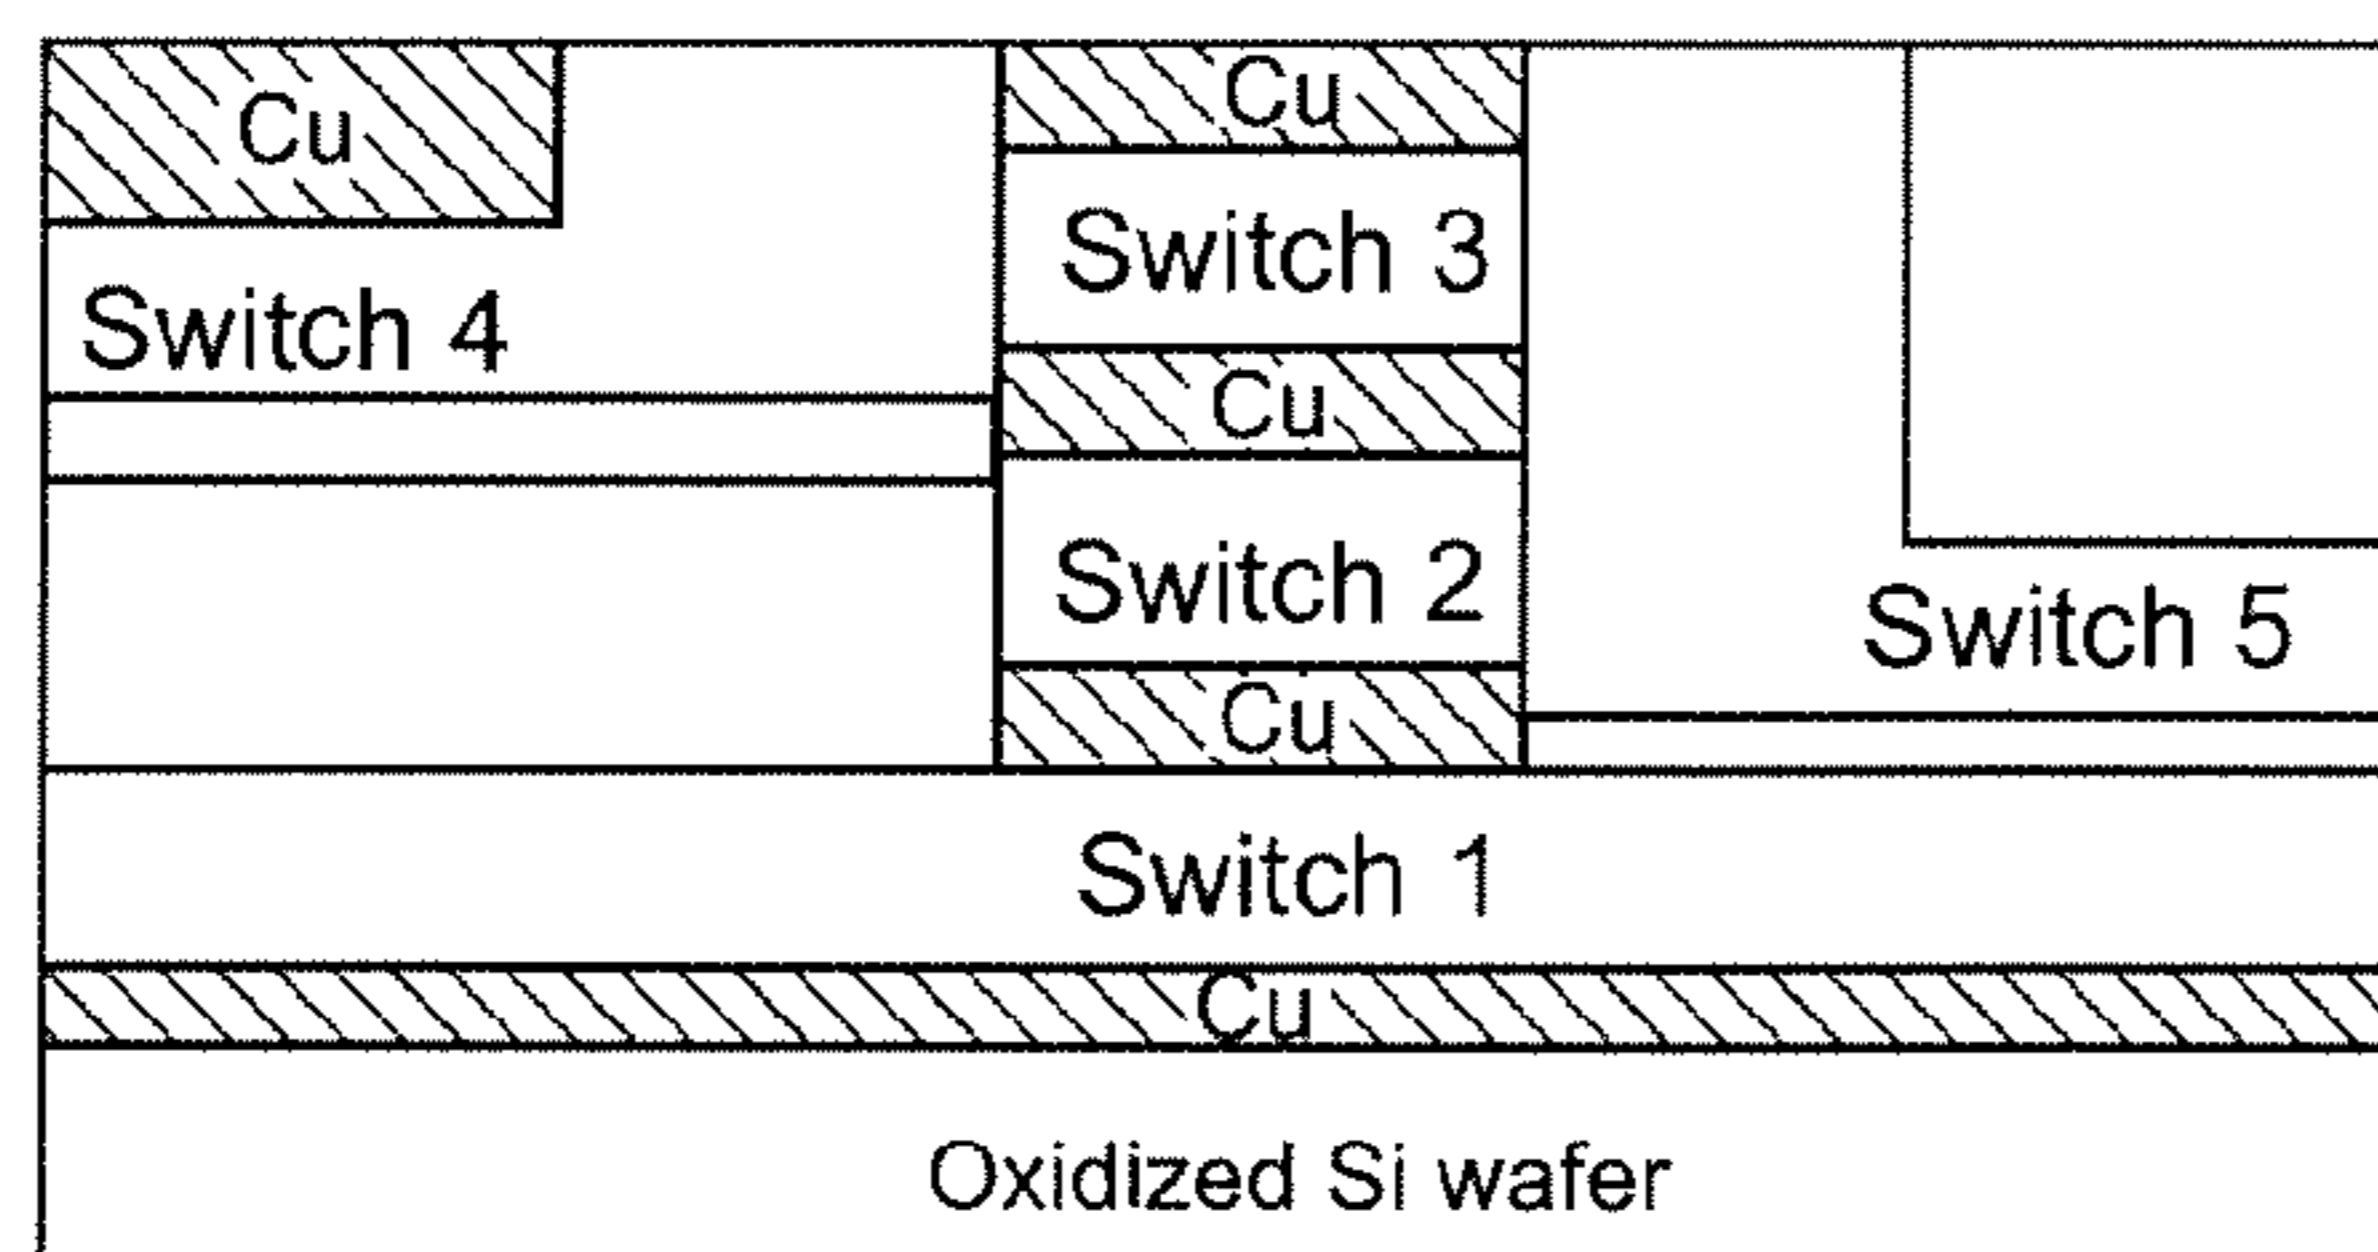 Cu
Cu
Switch 3
Switch 4
Cu
Switch 2
Switch 5
Cu
Switch 1
Cu
Oxidized Si wafer